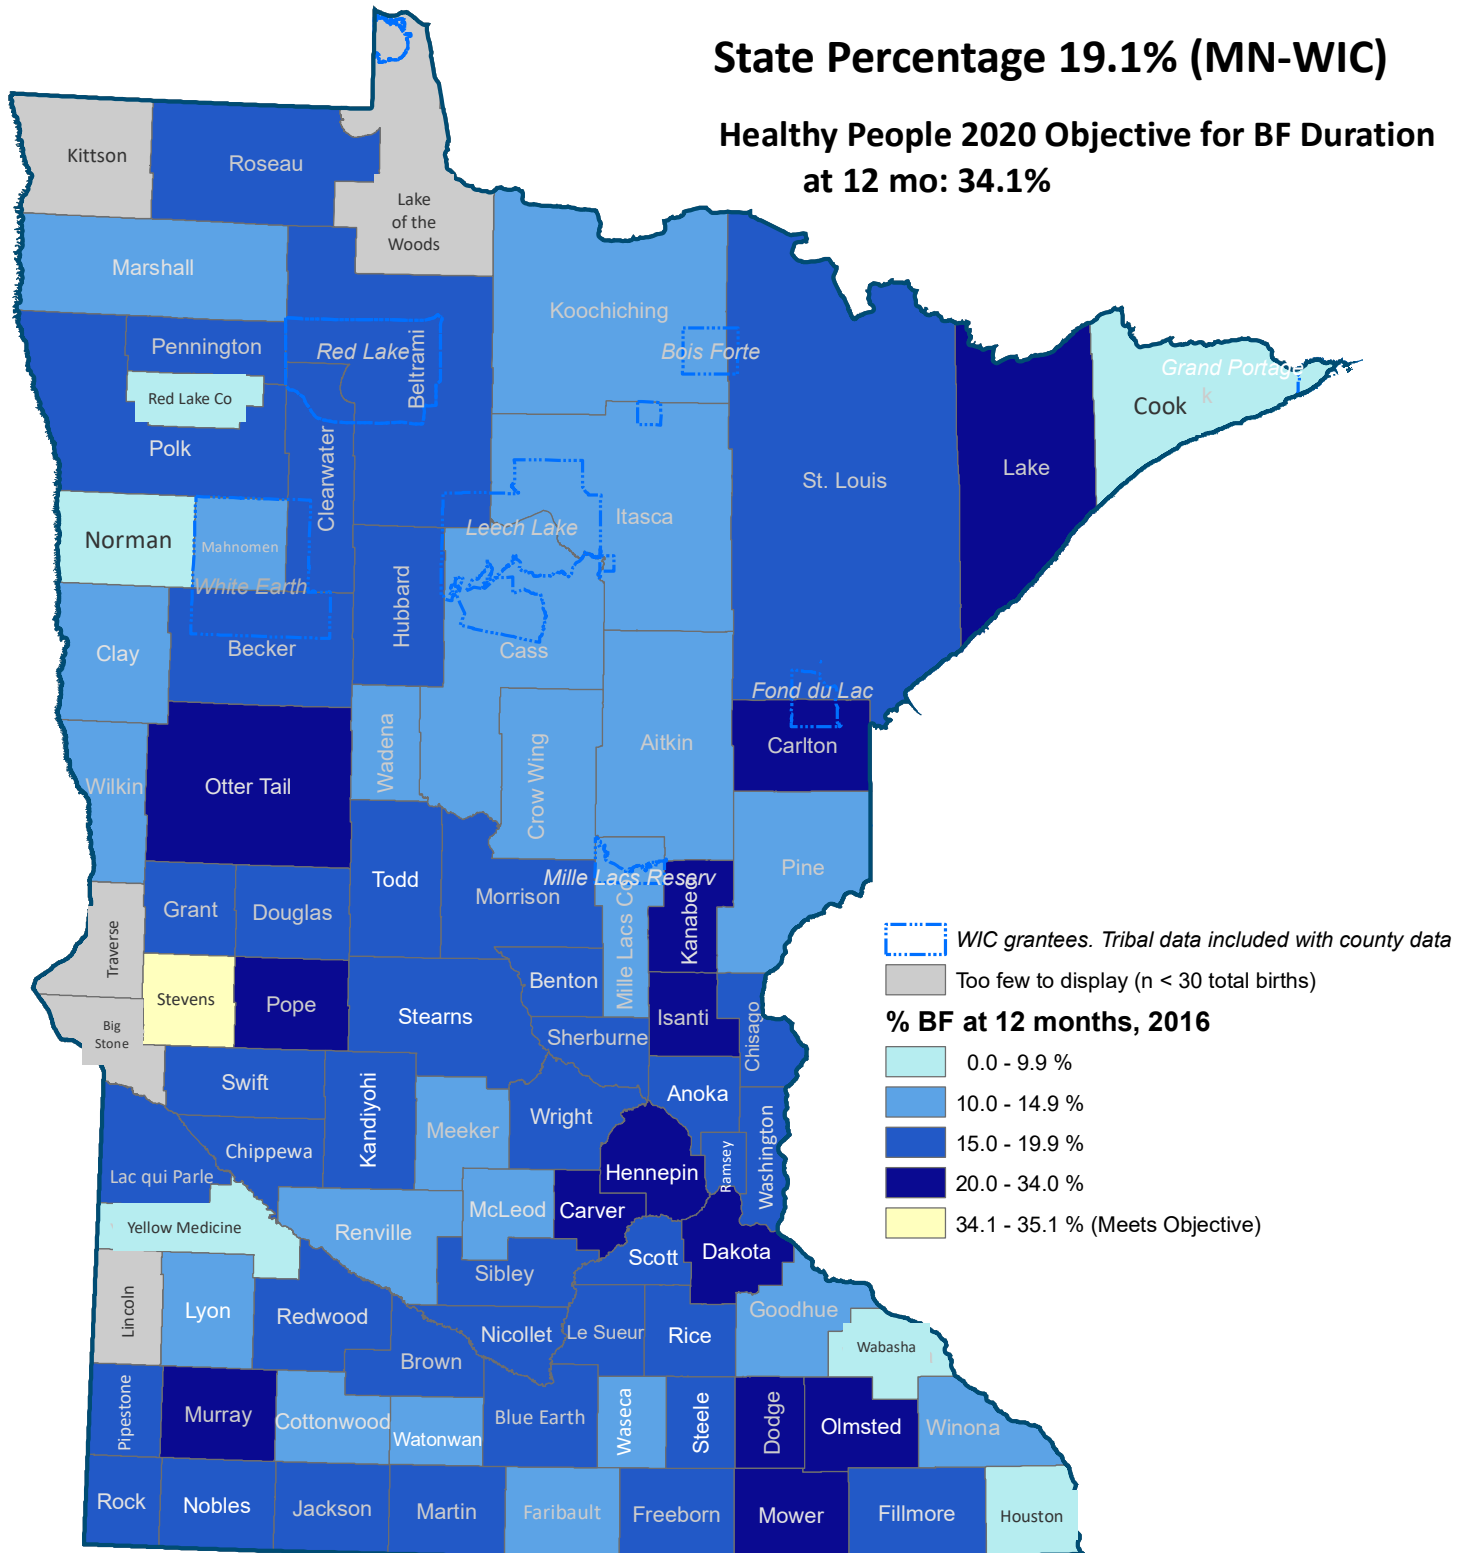 State Percentage 19.1% (MN-WIC)
Healthy People 2020 Objective for BF Duration
at 12 mo: 34.1%
Kittson
Roseau
Lake
of the
Woods
Marshall
Koochiching
Pennington
Red Lake
Beltrami
Bois Forte
Grand Portage
Red Lake Co
Cook
k
Polk
Clearwater
St. Louis
Lake
Norman
Mahnomen
Leech Lake
Itasca
White Earth
Hubbard
Clay
Becker
Cass
Fond du Lac
Wadena
Crow Wing
Aitkin
Carlton
Wilkin
Otter Tail
Todd
Morrison
Mille Lacs Reserv
Pine
Grant
Douglas
Mille Lacs Co
Kanabec
Traverse
Stevens
Pope
Stearns
Benton
Isanti
Chisago
Big
Stone
Sherburne
Swift
Kandiyohi
Meeker
Wright
Anoka
Washington
Chippewa
Lac qui Parle
Hennepin
Ramsey
Yellow Medicine
Renville
McLeod
Carver
Scott
Dakota
Sibley
Lincoln
Lyon
Redwood
Nicollet
Le Sueur
Rice
Goodhue
Wabasha
Brown
Pipestone
Murray
Cottonwood
Watonwan
Blue Earth
Waseca
Steele
Dodge
Olmsted
Winona
Rock
Nobles
Jackson
Martin
Faribault
Freeborn
Mower
Fillmore
Houston
WIC grantees. Tribal data included with county data
Too few to display (n < 30 total births)
% BF at 12 months, 2016
0.0 - 9.9 %
10.0 - 14.9 %
15.0 - 19.9 %
20.0 - 34.0 %
34.1 - 35.1 % (Meets Objective)